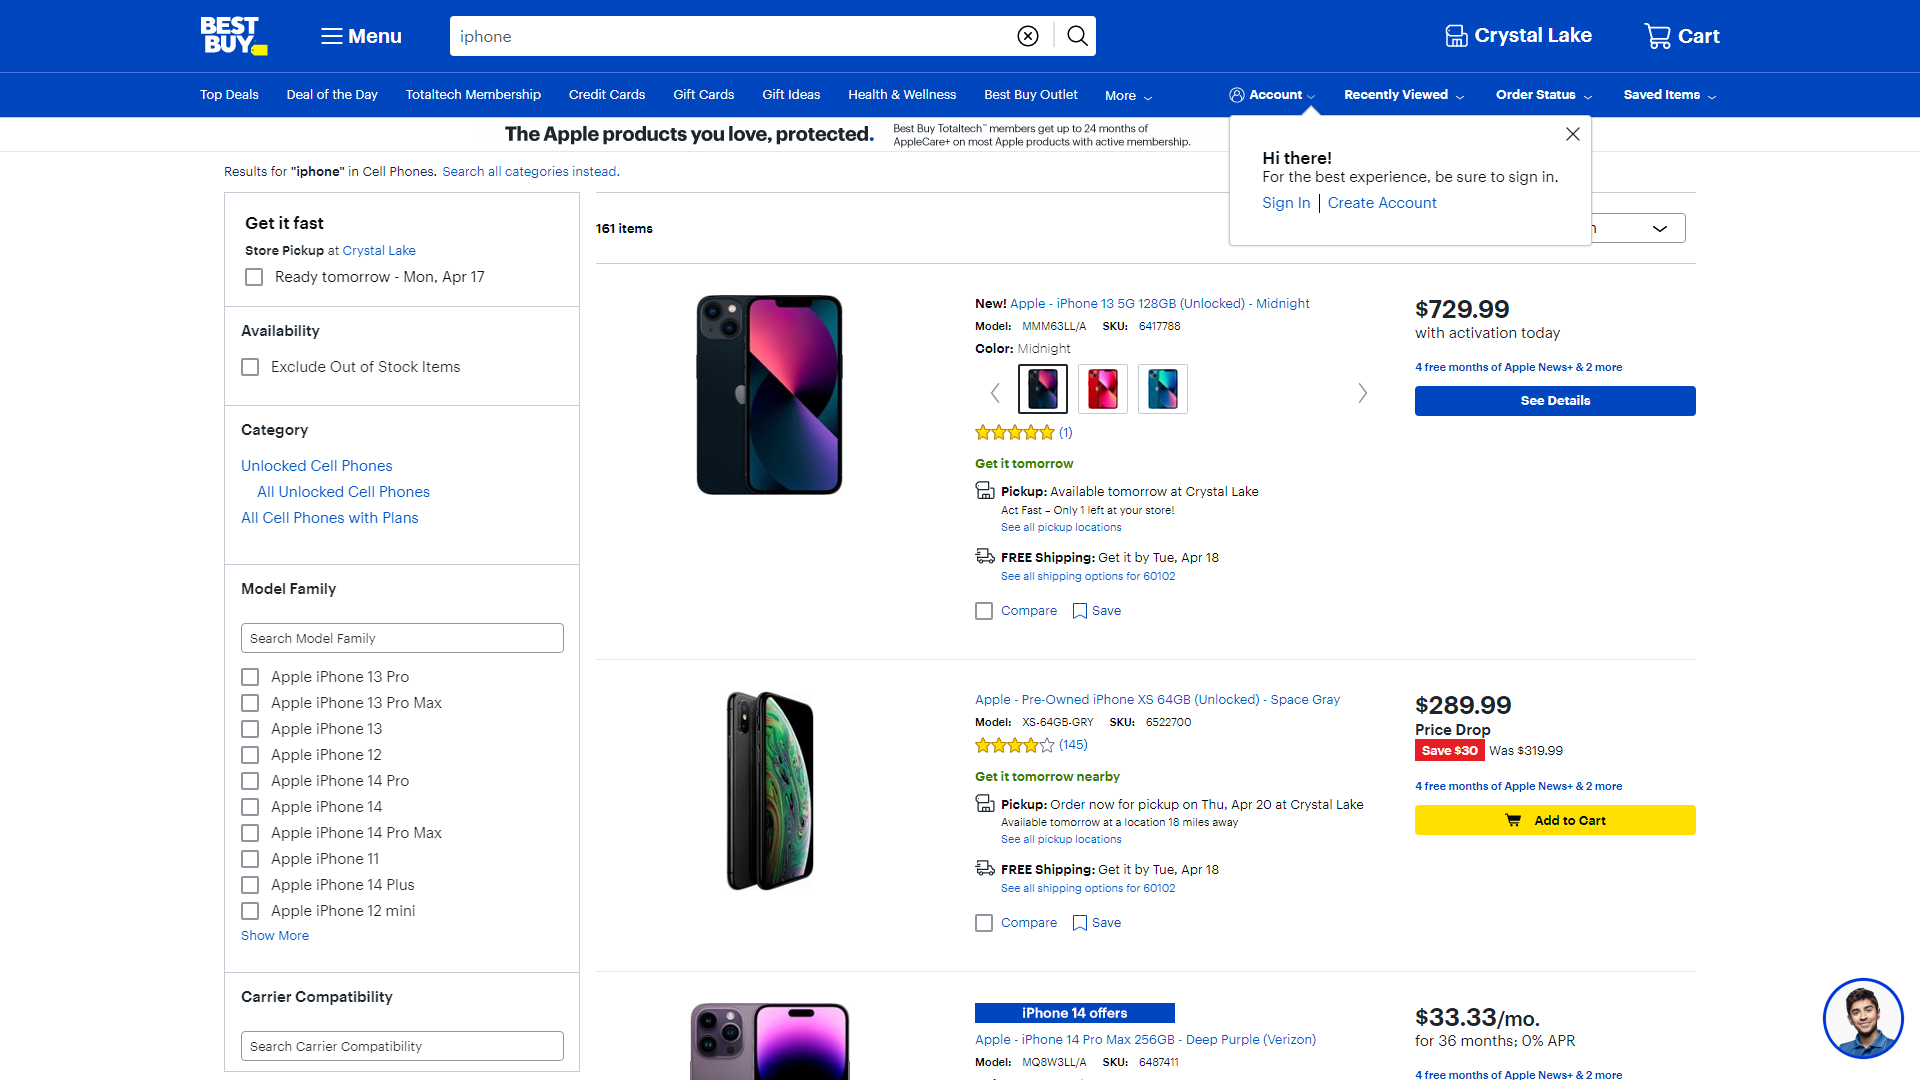 BEST BUY
Menu
iphone
Crystal Lake
Cart
Top Deals
Deal of the Day
Totaltech Membership
Credit Cards
Gift Cards
Gift Ideas
Health & Wellness
Best Buy Outlet
More
Account
Recently Viewed
Order Status
Saved Items
The Apple products you love, protected.
Best Buy Totaltech™ members get up to 24 months of
AppleCare+ on most Apple products with active membership.
Hi there!
For the best experience, be sure to sign in.
Sign In
Create Account
Results for "iphone" in Cell Phones. Search all categories instead.
Get it fast
Store Pickup at Crystal Lake
Ready tomorrow - Mon, Apr 17
Availability
Exclude Out of Stock Items
Category
Unlocked Cell Phones
All Unlocked Cell Phones
All Cell Phones with Plans
Model Family
Search Model Family
Apple iPhone 13 Pro
Apple iPhone 13 Pro Max
Apple iPhone 13
Apple iPhone 12
Apple iPhone 14 Pro
Apple iPhone 14
Apple iPhone 14 Pro Max
Apple iPhone 11
Apple iPhone 14 Plus
Apple iPhone 12 mini
Show More
Carrier Compatibility
Search Carrier Compatibility
161 items
New! Apple - iPhone 13 5G 128GB (Unlocked) - Midnight
Model: MMM63LL/A SKU: 6417788
Color: Midnight
(1)
Get it tomorrow
Pickup: Available tomorrow at Crystal Lake
Act Fast – Only 1 left at your store!
See all pickup locations
FREE Shipping: Get it by Tue, Apr 18
See all shipping options for 60102
Compare
Save
$729.99
with activation today
4 free months of Apple News+ & 2 more
See Details
Apple - Pre-Owned iPhone XS 64GB (Unlocked) - Space Gray
Model: XS-64GB-GRY SKU: 6522700
(145)
Get it tomorrow nearby
Pickup: Order now for pickup on Thu, Apr 20 at Crystal Lake
Available tomorrow at a location 18 miles away
See all pickup locations
FREE Shipping: Get it by Tue, Apr 18
See all shipping options for 60102
Compare
Save
$289.99
Price Drop
Save $30 Was $319.99
4 free months of Apple News+ & 2 more
Add to Cart
iPhone 14 offers
Apple - iPhone 14 Pro Max 256GB - Deep Purple (Verizon)
Model: MQ8W3LL/A SKU: 6487411
$33.33/mo.
for 36 months; 0% APR
4 free months of Apple News+ & 2 more